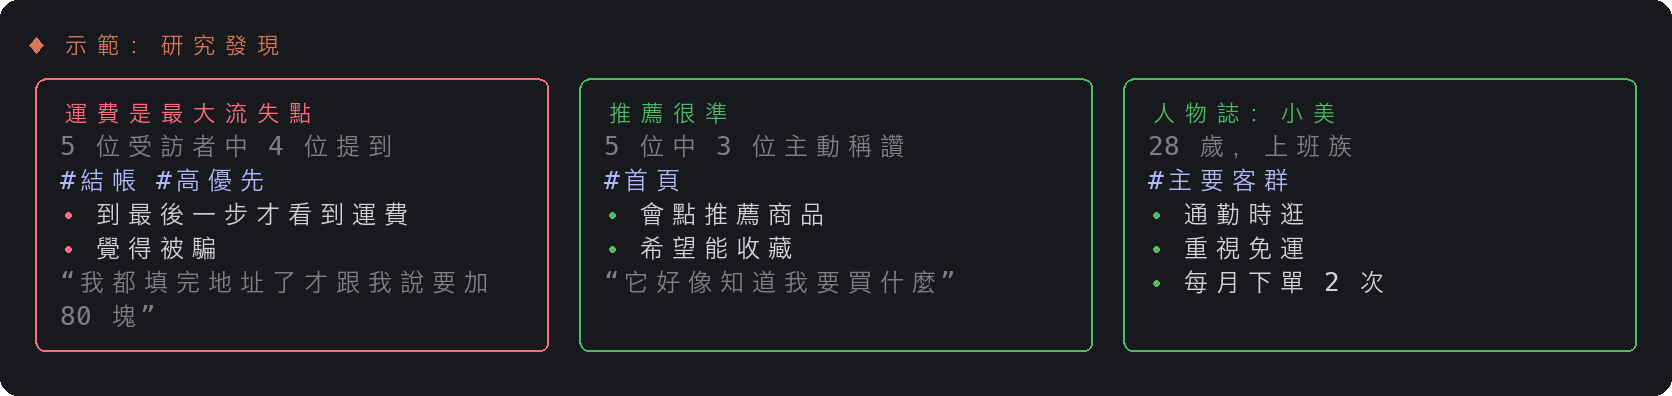 ◆ 示範: 研究發現
運費是最大流失點
5 位受訪者中 4 位提到
#結帳 #高優先
• 到最後一步才看到運費
• 覺得被騙
“我都填完地址了才跟我說要加
80 塊”
推薦很準
5 位中 3 位主動稱讚
#首頁
• 會點推薦商品
• 希望能收藏
“它好像知道我要買什麼”
人物誌: 小美
28 歲, 上班族
#主要客群
• 通勤時逛
• 重視免運
• 每月下單 2 次